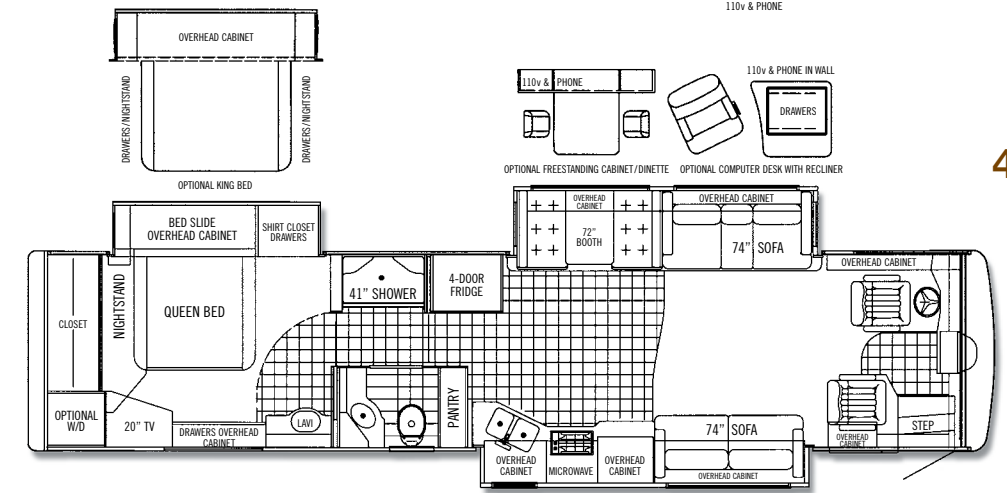 110v & PHONE
OVERHEAD CABINET
DRAWERS/NIGHTSTAND
DRAWERS/NIGHTSTAND
OPTIONAL KING BED
110v & PHONE
OPTIONAL FREESTANDING CABINET/DINETTE
110v & PHONE IN WALL
DRAWERS
OPTIONAL COMPUTER DESK WITH RECLINER
4
BED SLIDE
OVERHEAD CABINET
SHIRT CLOSET
DRAWERS
OVERHEAD
CABINET
72"
BOOTH
OVERHEAD CABINET
74" SOFA
OVERHEAD CABINET
CLOSET
NIGHTSTAND
QUEEN BED
41" SHOWER
4-DOOR
FRIDGE
OPTIONAL
W/D
20" TV
DRAWERS OVERHEAD
CABINET
LAVI
PANTRY
OVERHEAD
CABINET
MICROWAVE
OVERHEAD
CABINET
74" SOFA
OVERHEAD CABINET
OVERHEAD
CABINET
STEP